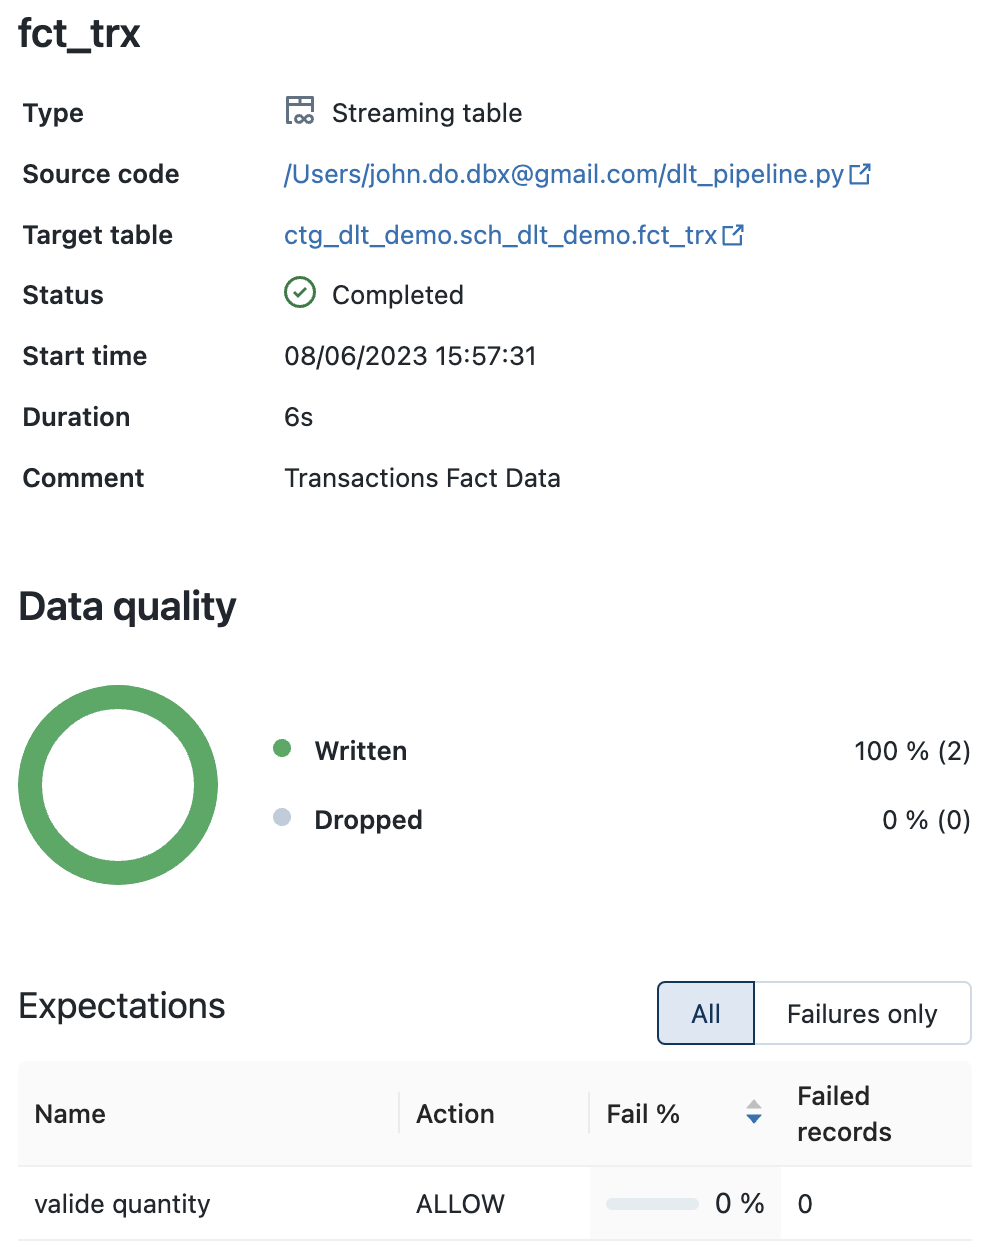 fct_trx
Type Streaming table
Source code /Users/john.do.dbx@gmail.com/dlt_pipeline.py
Target table ctg_dlt_demo.sch_dlt_demo.fct_trx
Status Completed
Start time 08/06/2023 15:57:31
Duration 6s
Comment Transactions Fact Data
Data quality
Written 100 % (2)
Dropped 0 % (0)
Expectations All Failures only
Name Action Fail % Failed records
valide quantity ALLOW 0 % 0